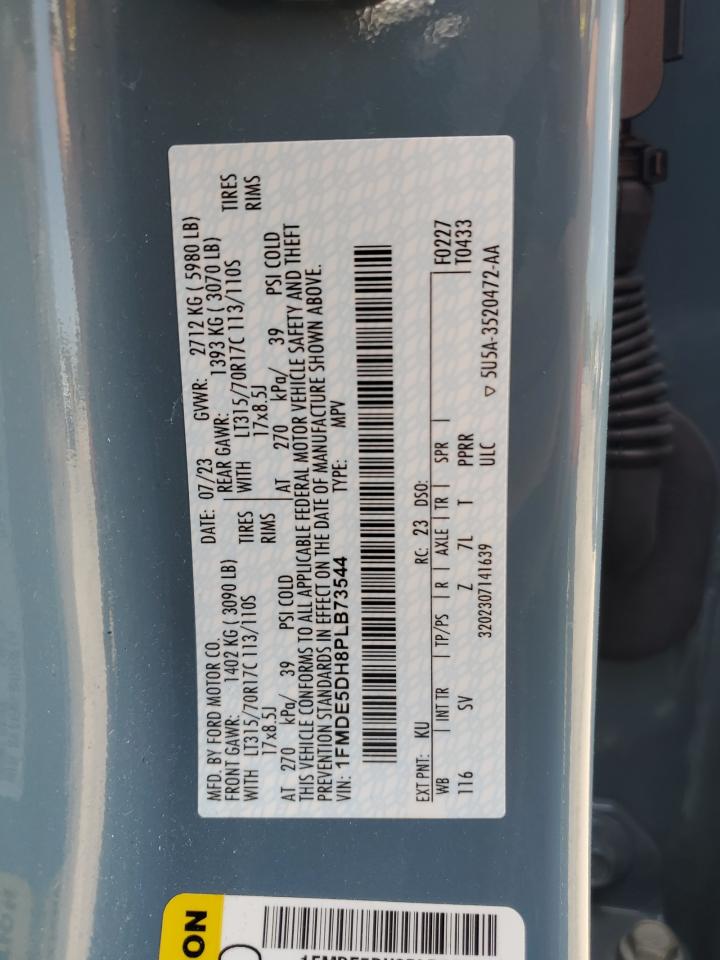 MFD. BY FORD MOTOR CO. DATE: 07/23 GVWR: 2712 KG ( 5980 LB)
FRONT GAWR: 1402 KG ( 3090 LB) REAR GAWR: 1393 KG ( 3070 LB)
WITH LT315/70R17C 113/110S TIRES WITH LT315/70R17C 113/110S TIRES
17x8.5J RIMS 17x8.5J RIMS
AT 270 kPa/ 39 PSI COLD AT 270 kPa/ 39 PSI COLD
THIS VEHICLE CONFORMS TO ALL APPLICABLE FEDERAL MOTOR VEHICLE SAFETY AND THEFT
PREVENTION STANDARDS IN EFFECT ON THE DATE OF MANUFACTURE SHOWN ABOVE.
VIN: 1FMDE5DH8PLB73544 TYPE: MPV
EXT PNT: KU RC: 23 DSO: F0227
WB INT TR TP/PS R AXLE TR SPR T0433
116 SV Z 7L T PPRR
3202307141639 ULC ▽ 5U5A-3520472-AA
ON